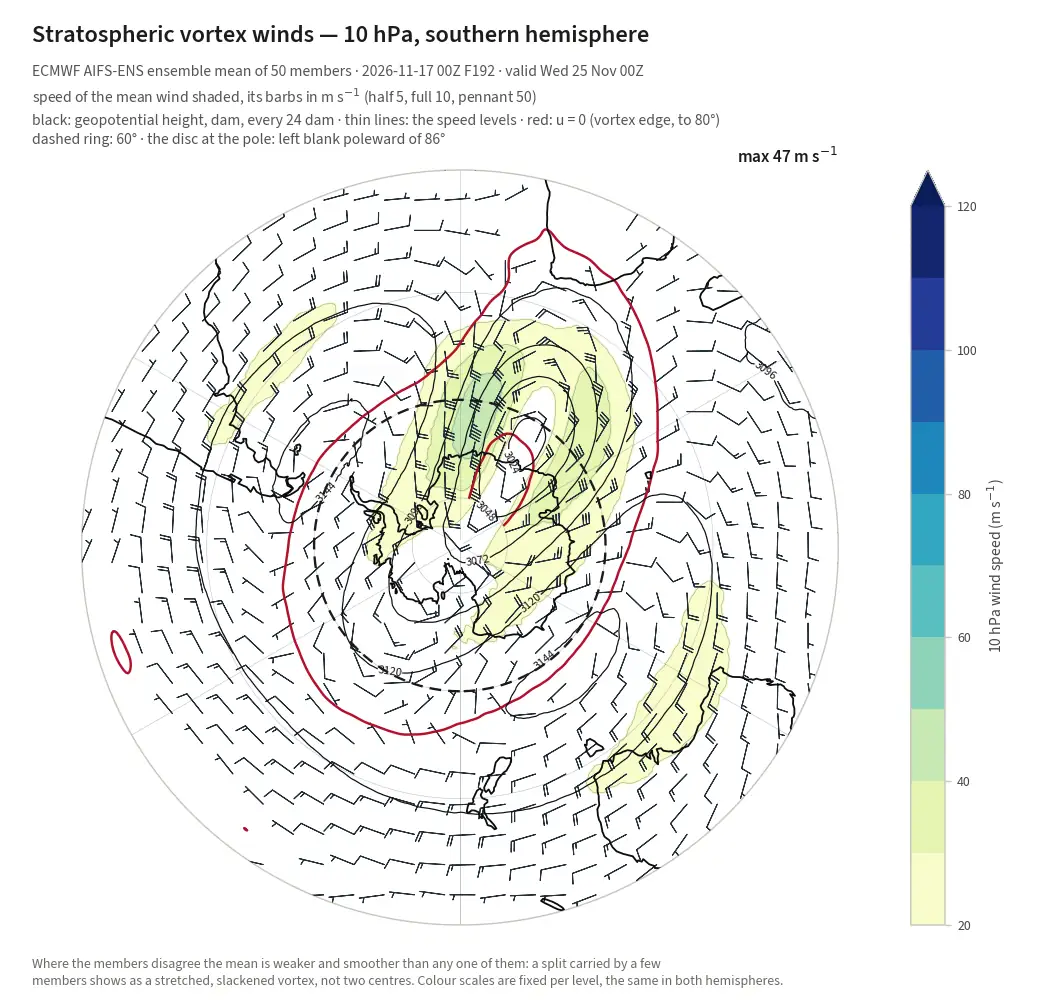 Stratospheric vortex winds — 10 hPa, southern hemisphere
ECMWF AIFS-ENS ensemble mean of 50 members · 2026-11-17 00Z F192 · valid Wed 25 Nov 00Z
speed of the mean wind shaded, its barbs in m s⁻¹ (half 5, full 10, pennant 50)
black: geopotential height, dam, every 24 dam · thin lines: the speed levels · red: u = 0 (vortex edge, to 80°)
dashed ring: 60° · the disc at the pole: left blank poleward of 86°
max 47 m s⁻¹
120
100
80
60
40
20
10 hPa wind speed (m s⁻¹)
3096
3144
3048
3072
3120
3120
3144
Where the members disagree the mean is weaker and smoother than any one of them: a split carried by a few
members shows as a stretched, slackened vortex, not two centres. Colour scales are fixed per level, the same in both hemispheres.